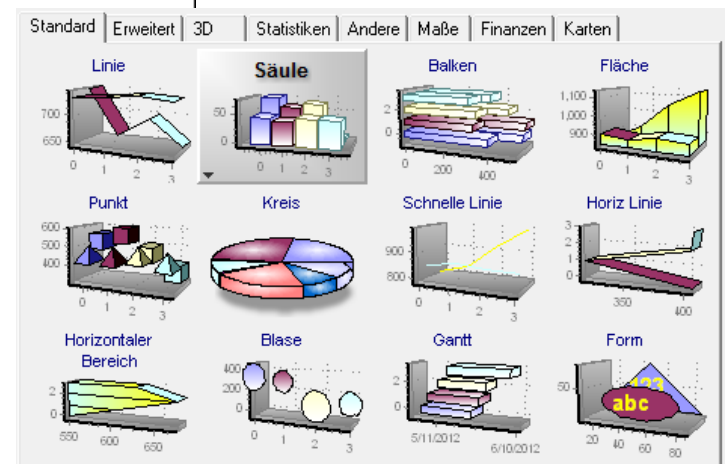 Standard Erweitert 3D Statistiken Andere Maße Finanzen Karten
Linie Säule Balken Fläche
700
650
0 1 2 3
50
0
0 1 2 3
2
0
0 200 400
1,100
1,000
900
0 1 2 3
Punkt Kreis Schnelle Linie Horiz Linie
600
500
400
0 1 2 3
900
800
0 1 2 3
3
2
1
0
350 400
Horizontaler
Bereich
Blase Gantt Form
2
0
550 600 650
400
200
0
0 1 2 3
2
0
5/11/2012 6/10/2012
50
123
abc
20 40 60 80